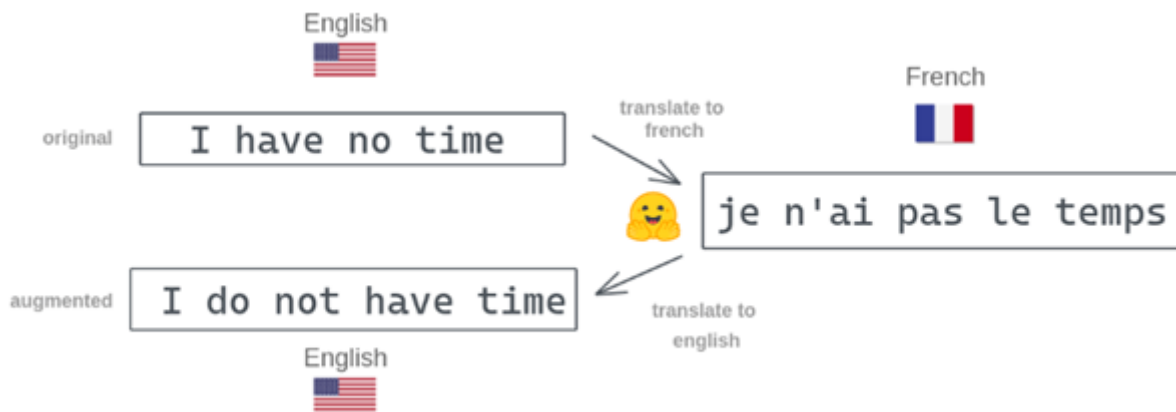 English
French
translate to
french
original
I have no time
je n'ai pas le temps
augmented
I do not have time
translate to
english
English